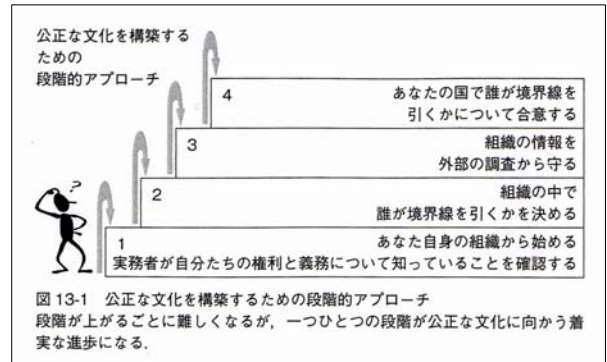 公正な文化を構築する
ための
段階的アプローチ
4
あなたの国で誰が境界線を
引くかについて合意する
3
組織の情報を
外部の調査から守る
2
組織の中で
誰が境界線を引くかを決める
?
1
あなた自身の組織から始める
実務者が自分たちの権利と義務について知っていることを確認する
図 13-1　公正な文化を構築するための段階的アプローチ
段階が上がるごとに難しくなるが，一つひとつの段階が公正な文化に向かう着
実な進歩になる．